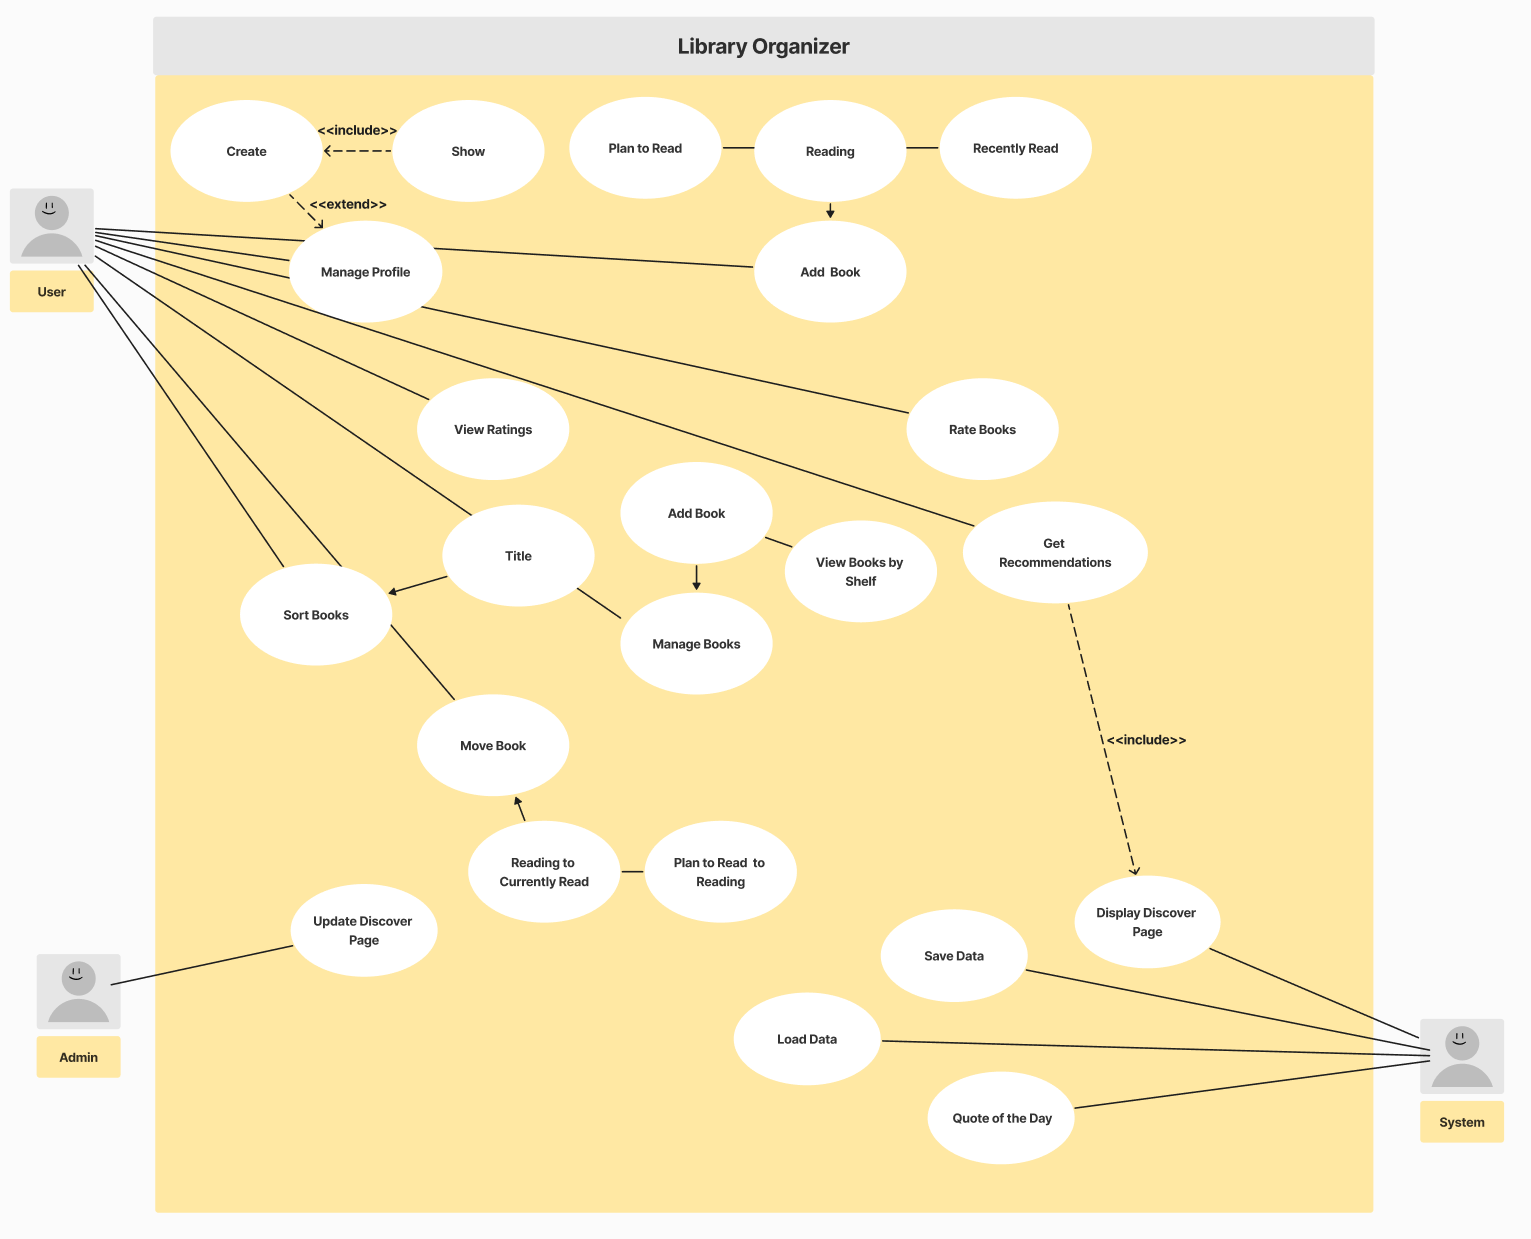 Library Organizer
Create
<<include>>
Show
Plan to Read
Reading
Recently Read
<<extend>>
User
Manage Profile
Add Book
View Ratings
Rate Books
Add Book
Title
View Books by
Shelf
Get
Recommendations
Sort Books
Manage Books
Move Book
<<include>>
Reading to
Currently Read
Plan to Read to
Reading
Update Discover
Page
Display Discover
Page
Save Data
Admin
Load Data
Quote of the Day
System